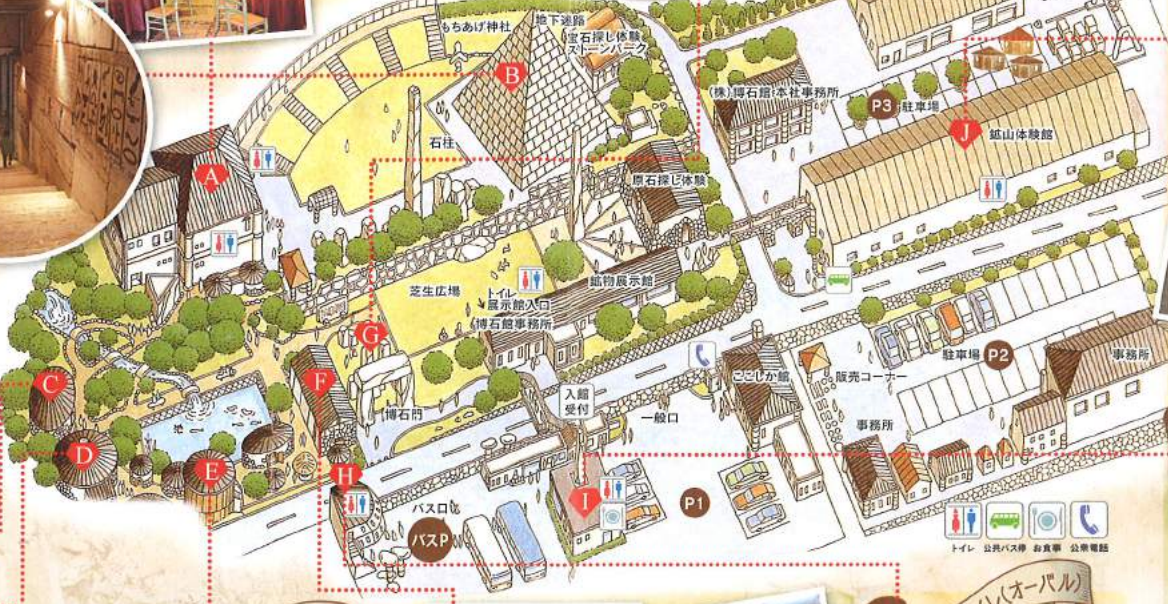 もちあげ神社
地下迷路
宝石探し体験
ストーンパーク
B
(株)博石館 本社事務所
P3 駐車場
J
鉱山体験館
石柱
A
原石探し体験
芝生広場
トイレ
展示館入口
鉱物展示館
博石館事務所
G
C
F
博石門
D
E
H
入館
受付
一般口
ここしか館
販売コーナー
駐車場 P2
事務所
事務所
I
P1
バス口
バスP
トイレ 公共バス停 お食事 公衆電話
(オーバル)